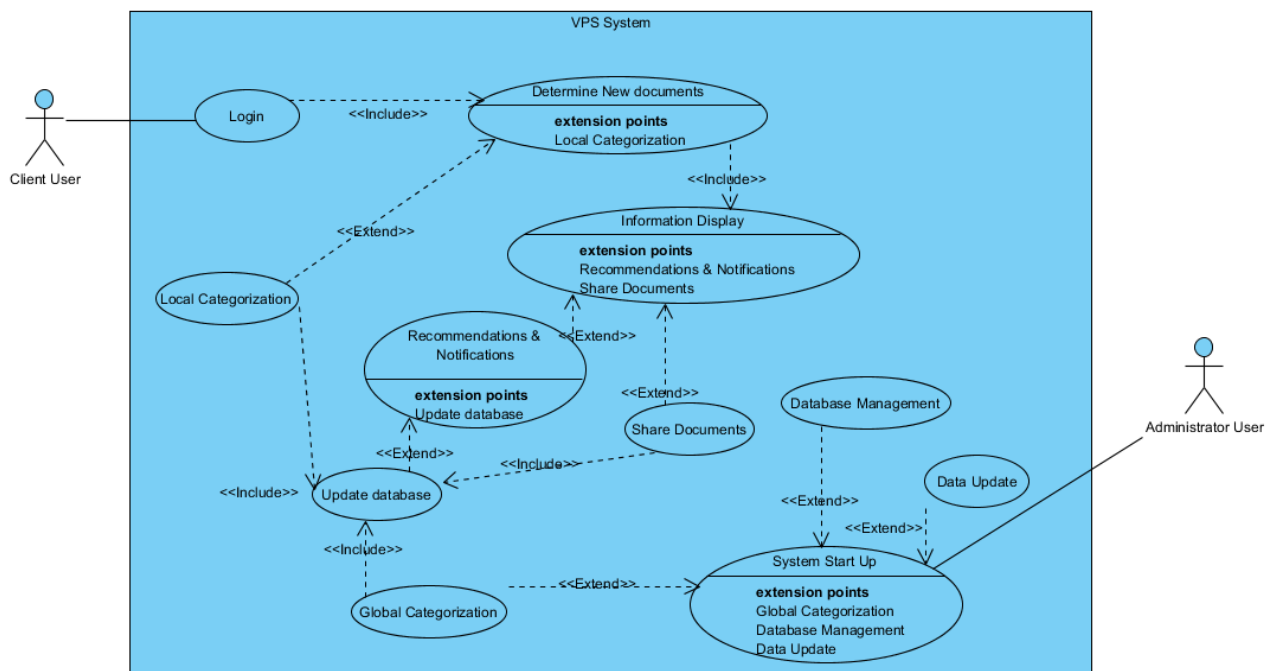 VPS System
Determine New documents
<<Include>>
Login
extension points
Local Categorization
Client User
<<Include>>
Information Display
<<Extend>>
extension points
Recommendations & Notifications
Share Documents
Local Categorization
Recommendations &
Notifications
<<Extend>>
extension points
Update database
<<Extend>>
Share Documents
Database Management
Administrator User
<<Extend>>
<<Include>>
Update database
<<Include>>
Data Update
<<Extend>>
<<Extend>>
<<Include>>
System Start Up
<<Extend>>
extension points
Global Categorization
Database Management
Data Update
Global Categorization